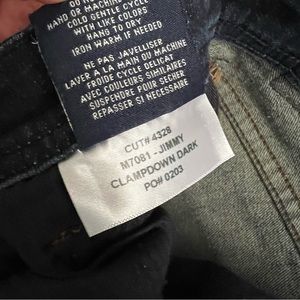 HAND OR MACHINE
COLD GENTLE CYCLE
WITH LIKE COLORS
HANG TO DRY
IRON WARM IF NEEDED
NE PAS JAVELLISER
LAVER A LA MAIN OU MACHINE
FROIDE CYCLE DELICAT
AVEC COULEURS SIMILAIRES
SUSPENDRE POUR SECHER
REPASSER SI NECESSAIRE
CUT# 4328
M7081 - JIMMY
CLAMPDOWN DARK
PO# 0203